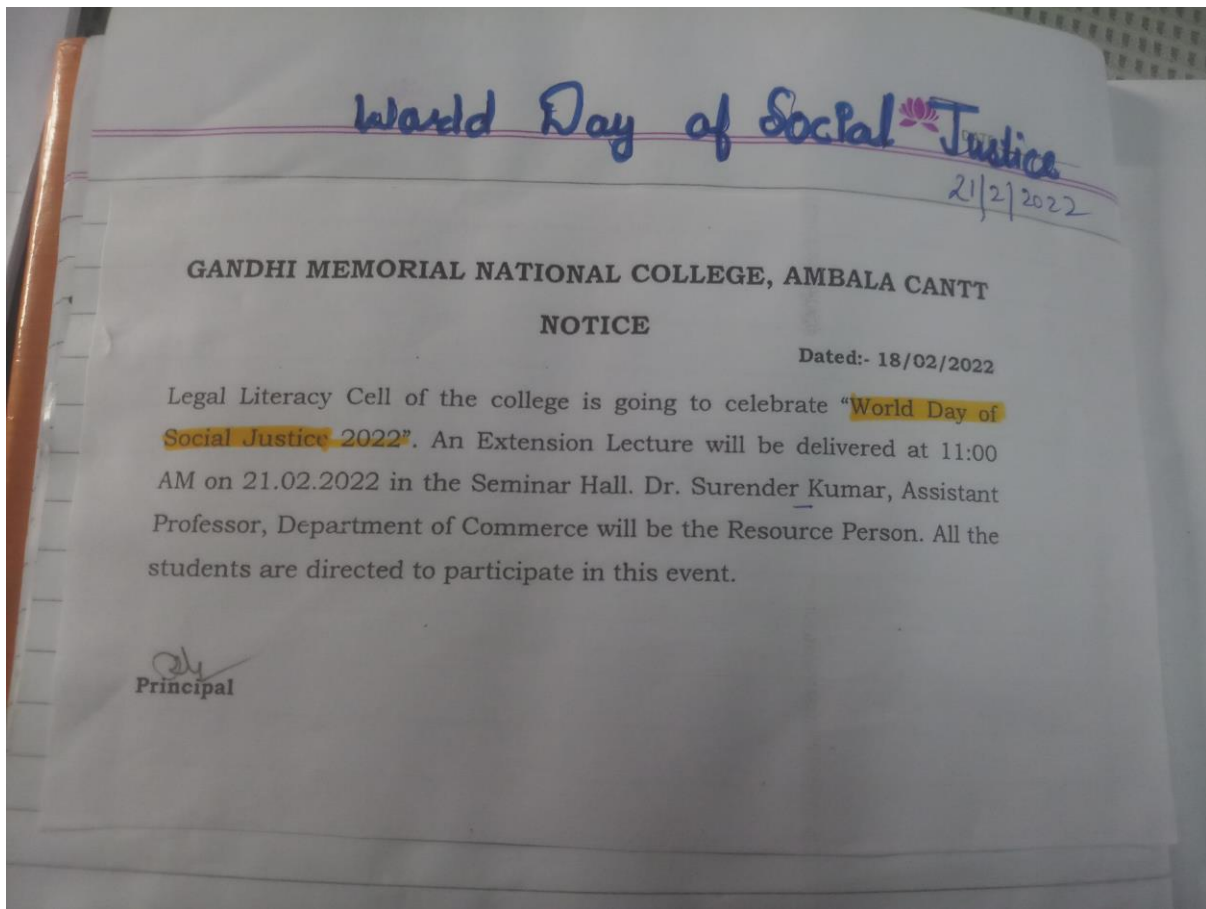 World Day of Social Justice
21/2/2022
GANDHI MEMORIAL NATIONAL COLLEGE, AMBALA CANTT
NOTICE
Dated:- 18/02/2022
Legal Literacy Cell of the college is going to celebrate “World Day of
Social Justice 2022”. An Extension Lecture will be delivered at 11:00
AM on 21.02.2022 in the Seminar Hall. Dr. Surender Kumar, Assistant
Professor, Department of Commerce will be the Resource Person. All the
students are directed to participate in this event.
Principal